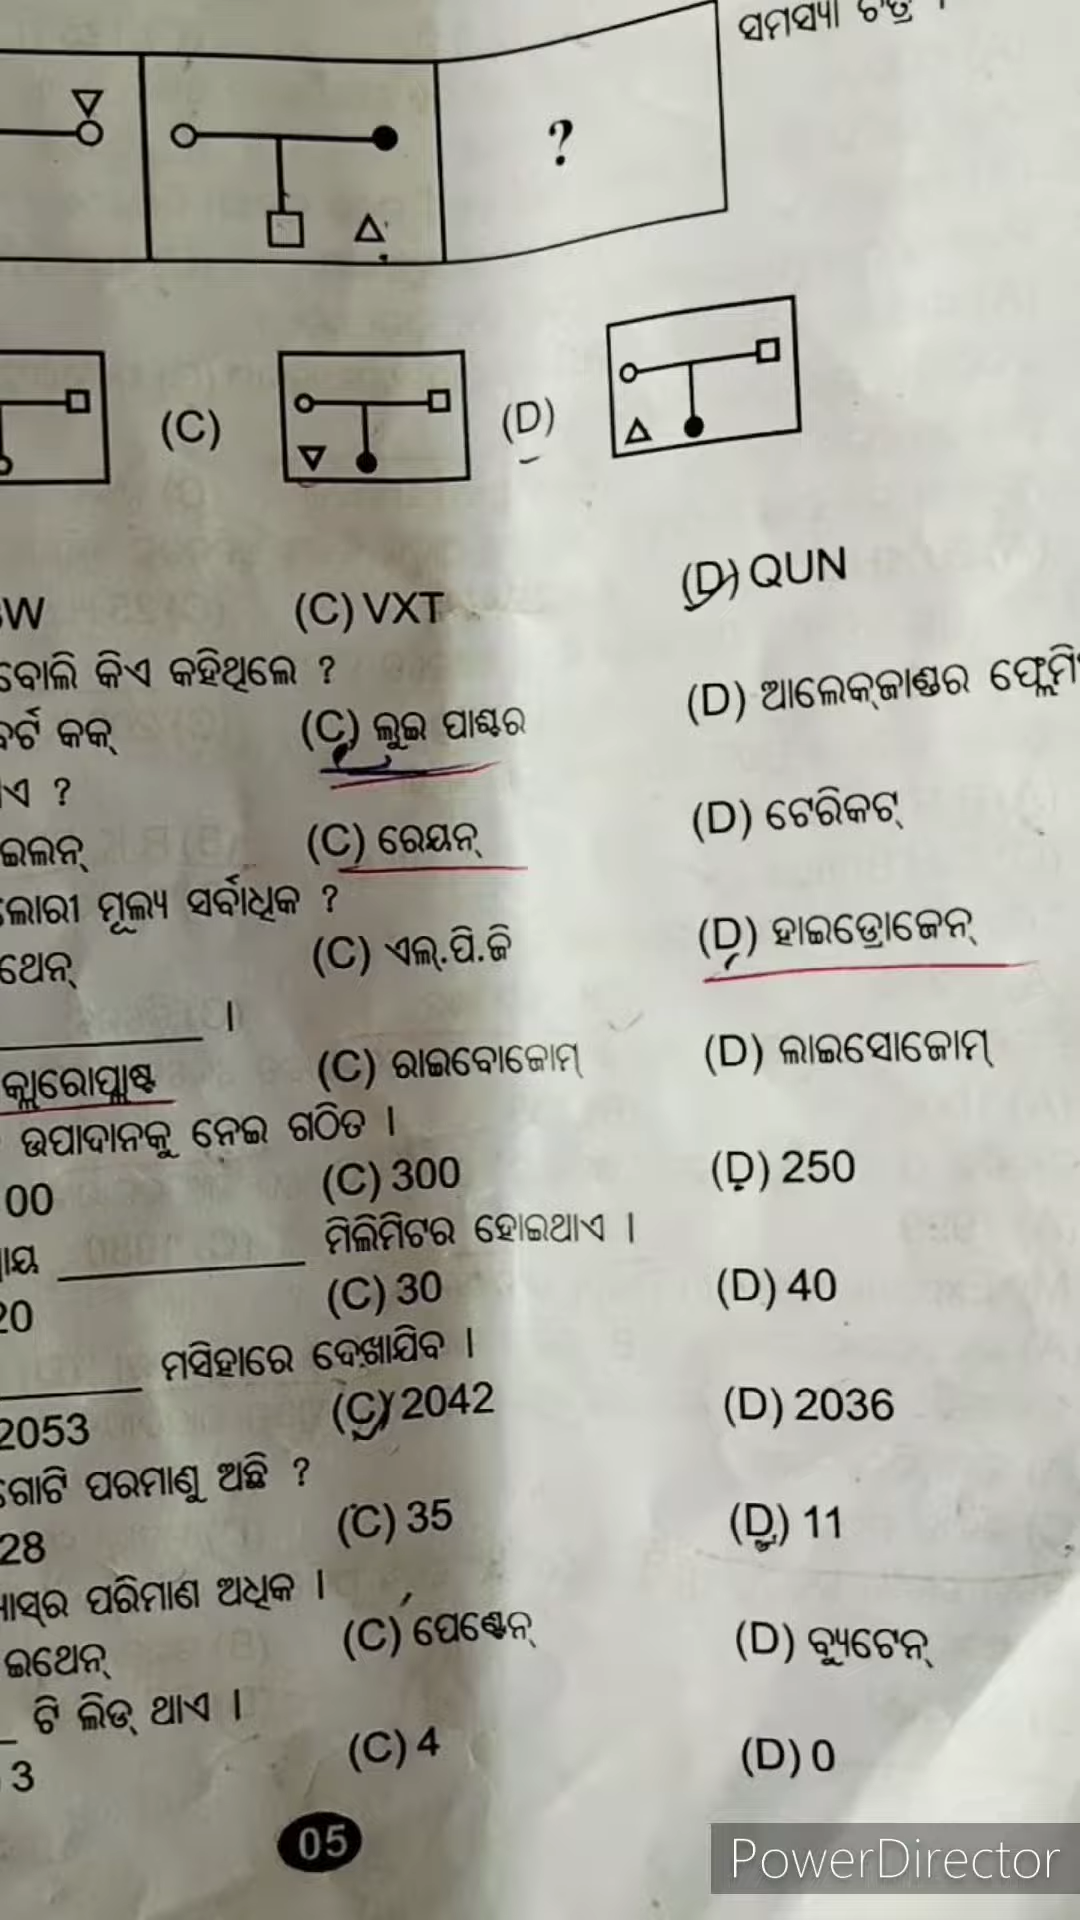 ସମସ୍ୟା
?
(C)
(D)
(C) VXT
(D) QUN
ବୋଲି କିଏ କହିଥିଲେ ?
କକ୍
(C) ଲୁଇ ପାଶ୍ଚର
(D) ଆଲେକ୍‌ଜାଣ୍ଡର
?
(C) ରେୟନ୍
(D) ଟେରିକଟ୍
ମୂଲ୍ୟ ସର୍ବାଧିକ ?
(C) ଏଲ୍.ପି.ଜି
(D) ହାଇଡ୍ରୋଜେନ୍
।
କ୍ଲାରୋପ୍ଲାଷ୍ଟ
(C) ରାଇବୋଜୋମ୍
(D) ଲାଇସୋଜୋମ୍
ଉପାଦାନକୁ ନେଇ ଗଠିତ ।
00
(C) 300
(D) 250
ମିଲିମିଟର ହୋଇଥାଏ ।
20
(C) 30
(D) 40
ମସିହାରେ ଦେଖାଯିବ ।
2053
(C) 2042
(D) 2036
ଗୋଟି ପରମାଣୁ ଅଛି ?
28
(C) 35
(D) 11
ପରିମାଣ ଅଧିକ ।
ଇଥେନ୍
(C) ପେଣ୍ଟେନ୍
(D) ବ୍ୟୁଟେନ୍
ଟି ଲିଡ୍ ଥାଏ ।
3
(C) 4
(D) 0
05
PowerDirector